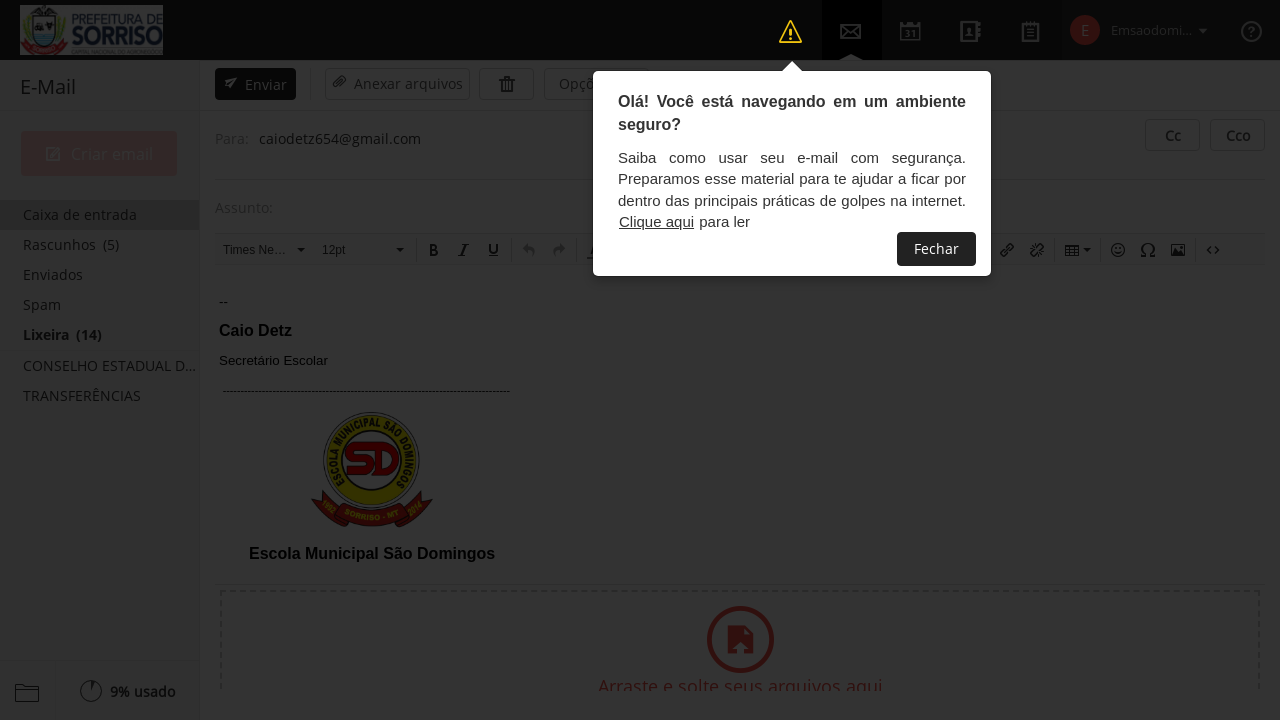 PREFEITURA DE
SORRISO
31
E
Emsaodomi...
E-Mail
Enviar
Anexar arquivos
Olá! Você está navegando em um ambiente
seguro?
Saiba como usar seu e-mail com segurança.
Preparamos esse material para te ajudar a ficar por
dentro das principais práticas de golpes na internet.
Clique aqui para ler
Fechar
Criar email
Para: caiodetz654@gmail.com
Cc
Cco
Caixa de entrada
Assunto:
Rascunhos (5)
Times Ne...
12pt
B I U
Enviados
Spam
Lixeira (14)
CONSELHO ESTADUAL D...
TRANSFERÊNCIAS
--
Caio Detz
Secretário Escolar
--------------------------------------------------------------------------------
ESCOLA MUNICIPAL SÃO DOMINGOS
SD
1992 SORRISO - MT 2014
Escola Municipal São Domingos
Arraste e solte seus arquivos aqui
9% usado